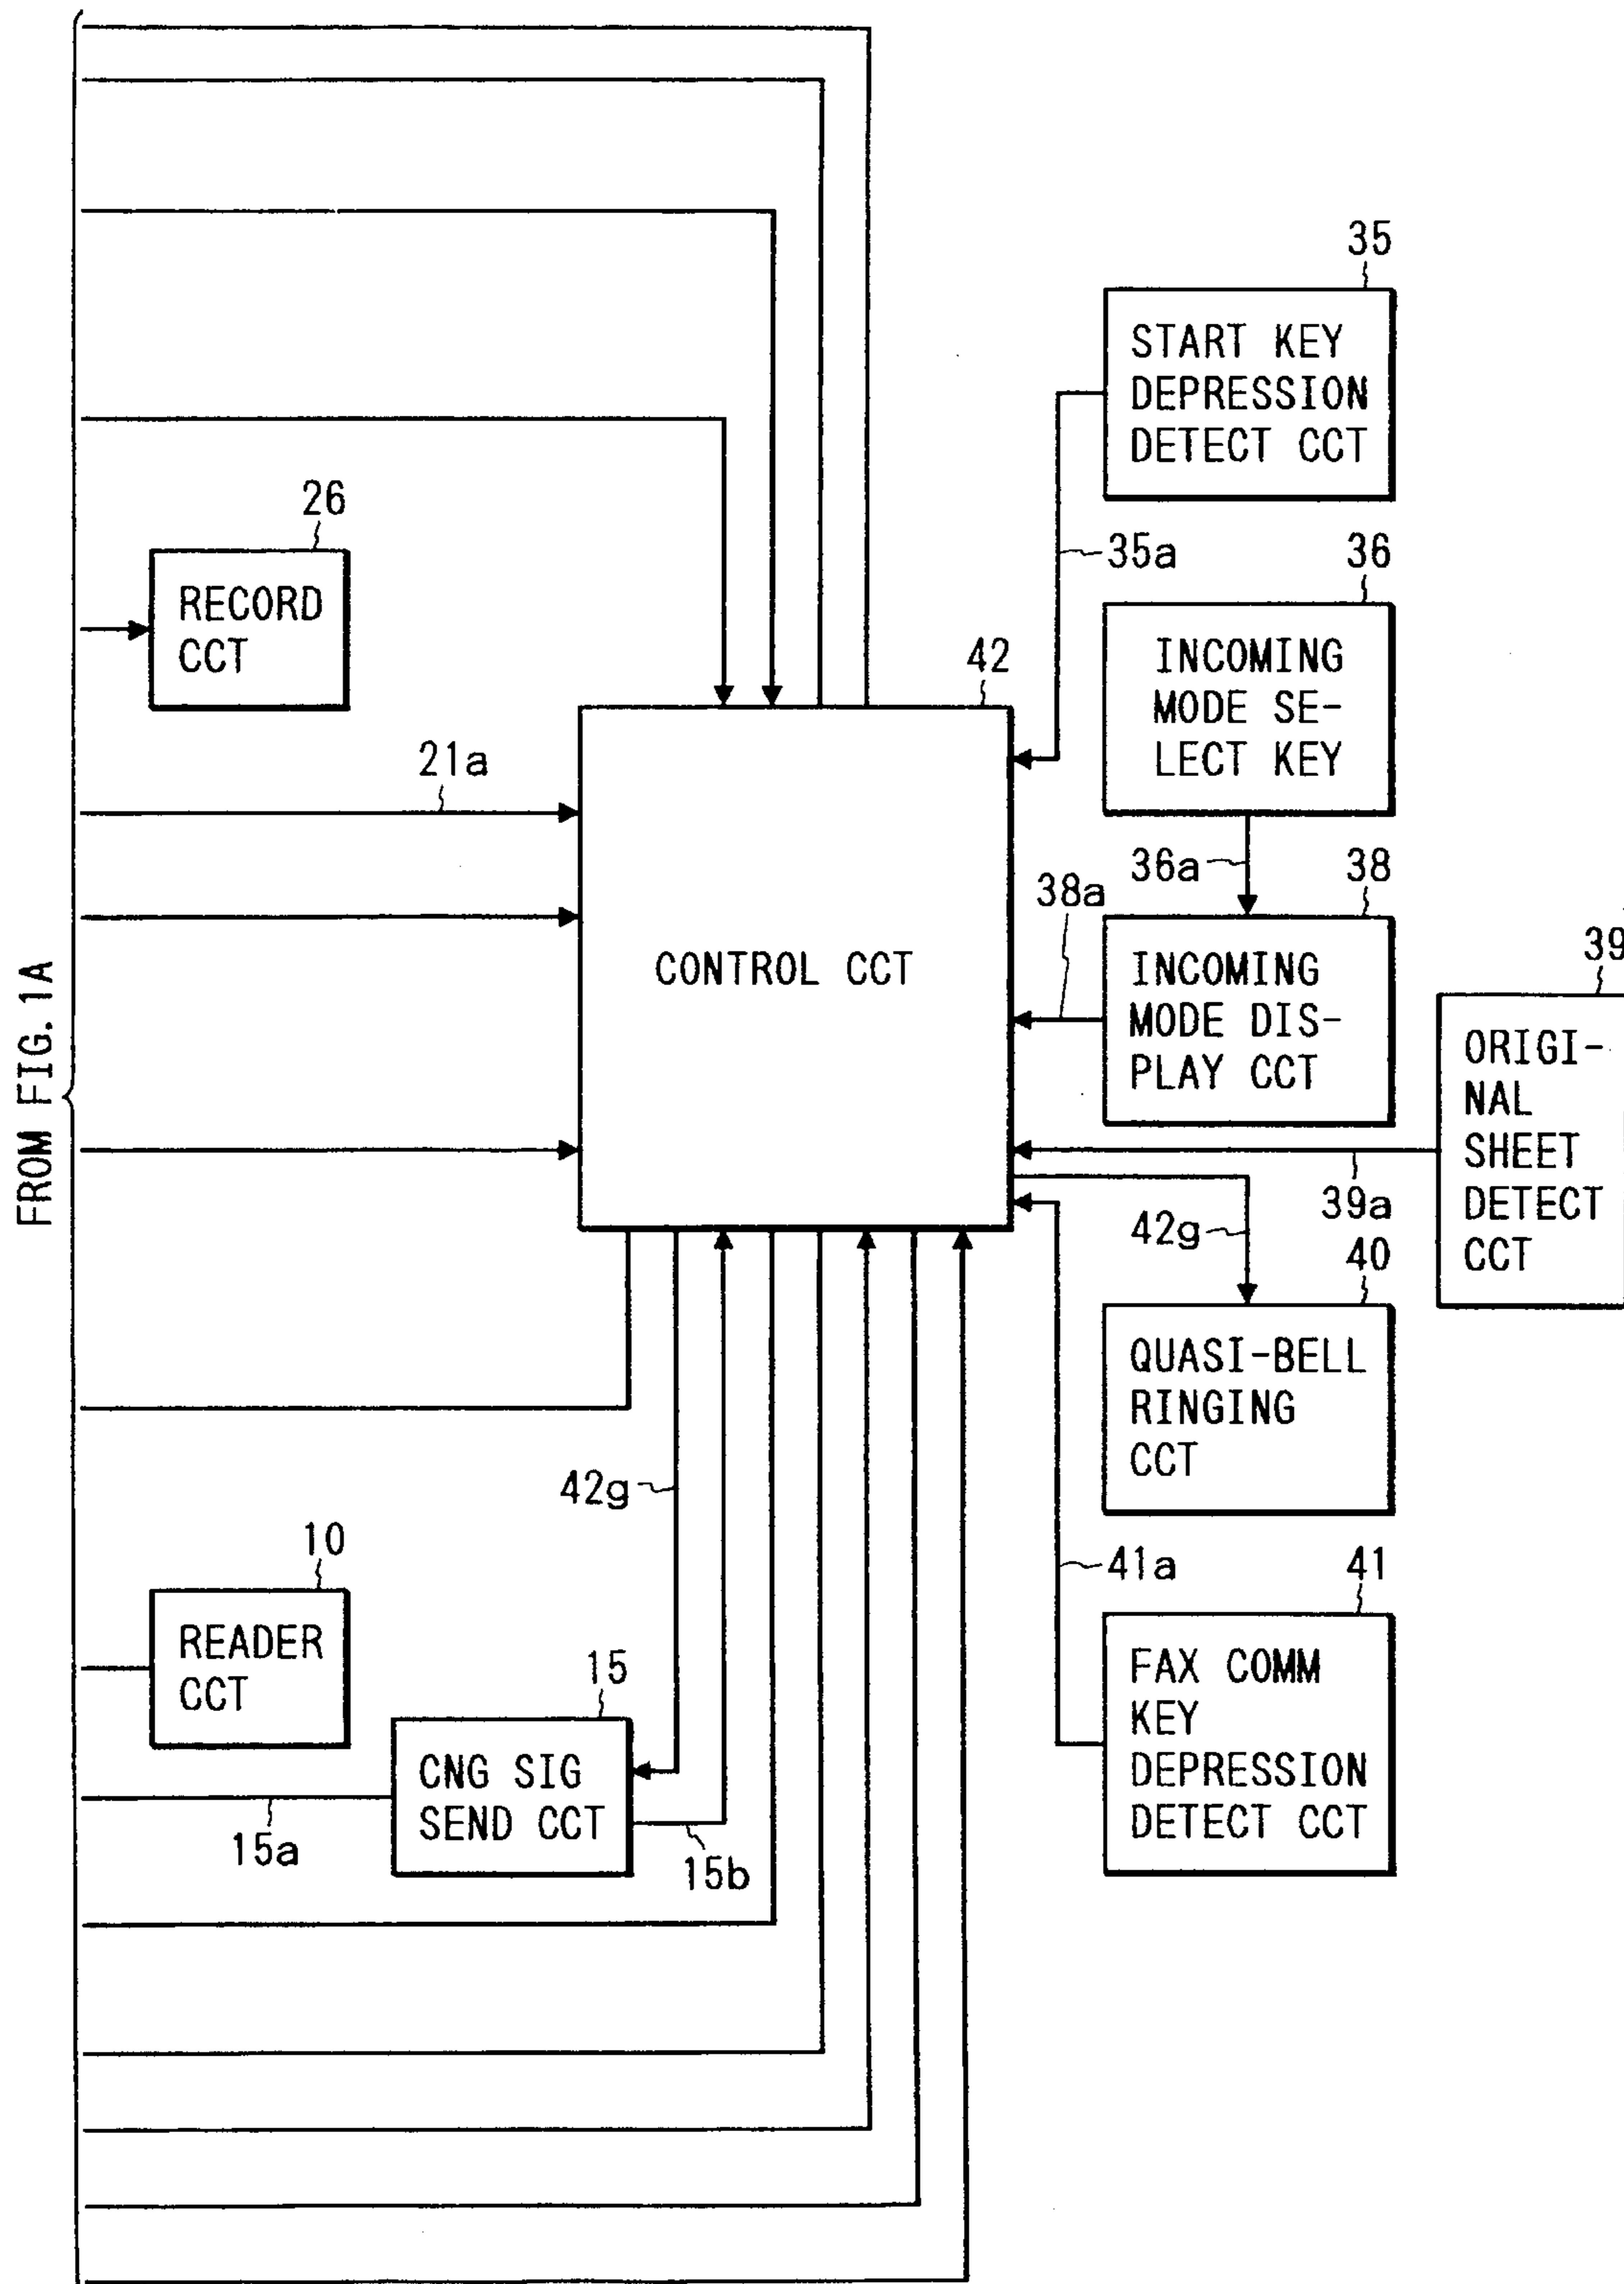 35
START KEY
DEPRESSION
DETECT CCT
26
35a
36
RECORD
CCT
INCOMING
MODE SE-
LECT KEY
42
21a
36a
38
38a
39
CONTROL CCT
INCOMING
MODE DIS-
PLAY CCT
FROM FIG. 1A
ORIGI-
NAL
SHEET
DETECT
CCT
39a
42g
40
QUASI-BELL
RINGING
CCT
42g
10
41a
41
READER
CCT
15
FAX COMM
KEY
DEPRESSION
DETECT CCT
CNG SIG
SEND CCT
15a
15b